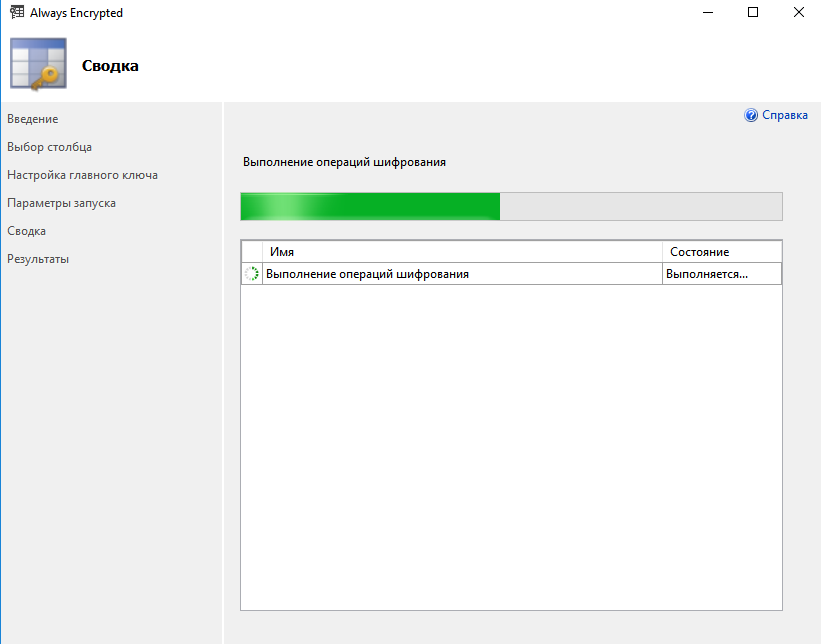 Always Encrypted
Сводка
Введение
Выбор столбца
Настройка главного ключа
Параметры запуска
Сводка
Результаты
Справка
Выполнение операций шифрования
Имя Состояние
Выполнение операций шифрования Выполняется...